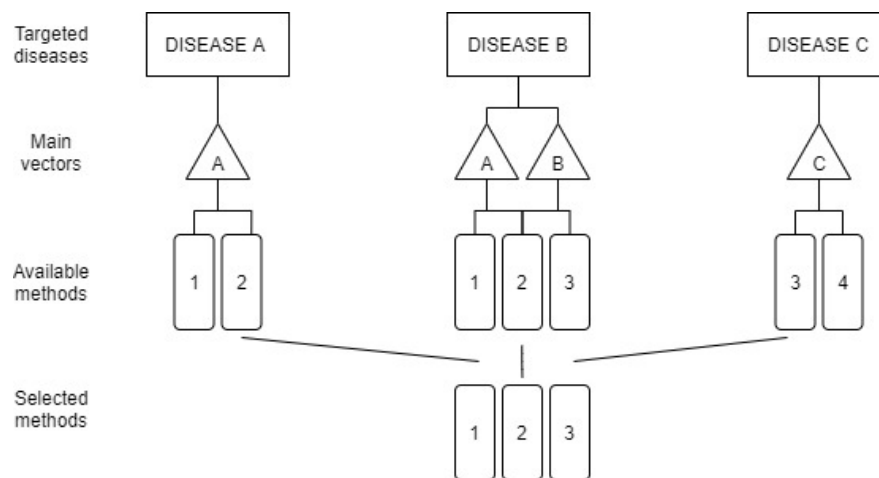 Targeted
diseases
DISEASE A
DISEASE B
DISEASE C
Main
vectors
A
A
B
C
Available
methods
1
2
1
2
3
3
4
Selected
methods
1
2
3